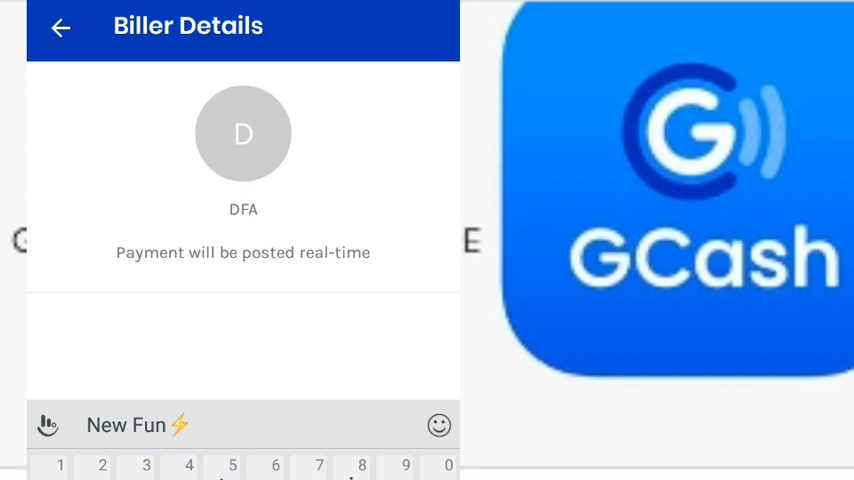 Biller Details
D
DFA
Payment will be posted real-time
New Fun⚡
1 2 3 4 5 6 7 8 9 0
E
G
GCash